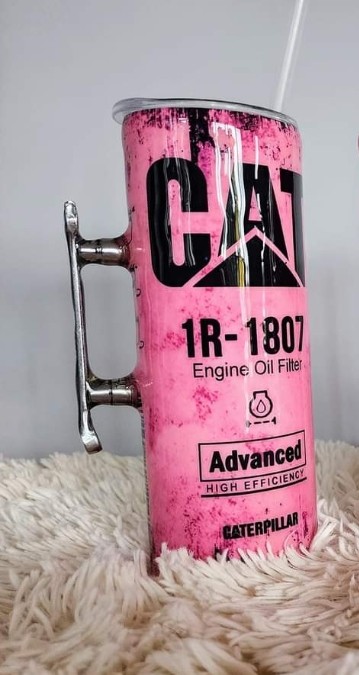 CAT
1R-1807
Engine Oil Filter
Advanced
HIGH EFFICIENCY
CATERPILLAR